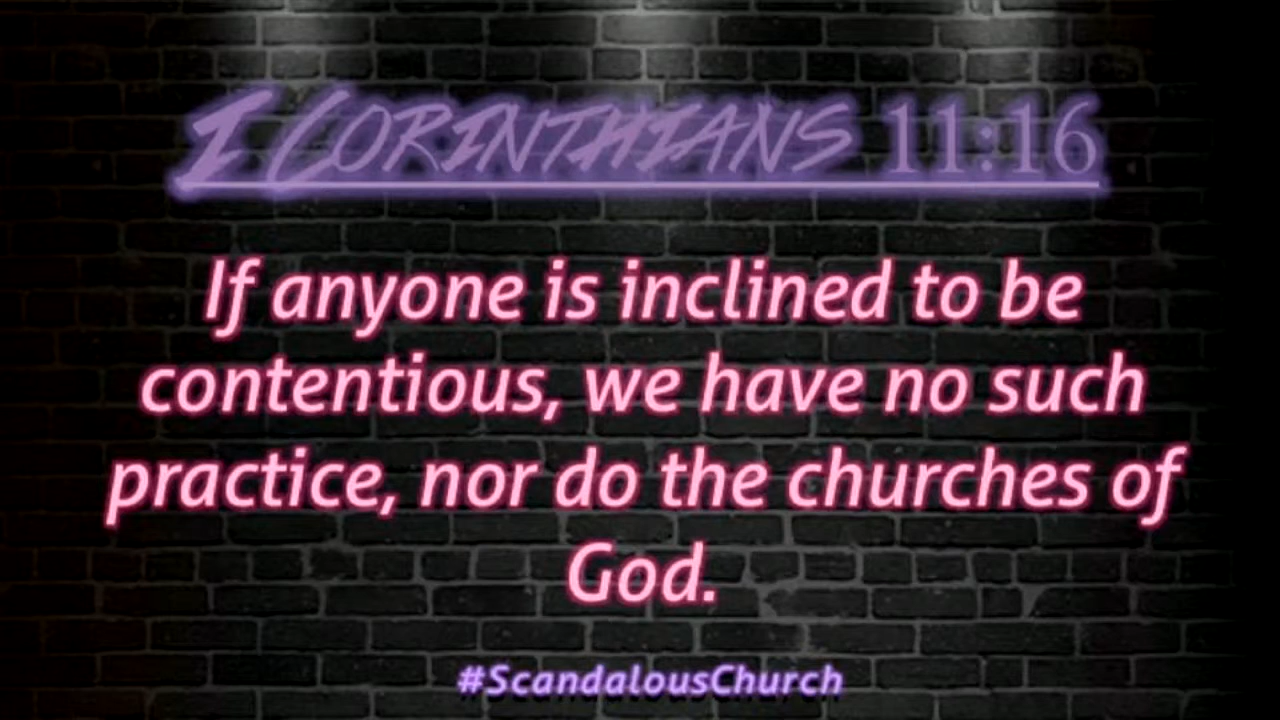 1 CORINTHIANS 11:16
If anyone is inclined to be
contentious, we have no such
practice, nor do the churches of
God.
#ScandalousChurch